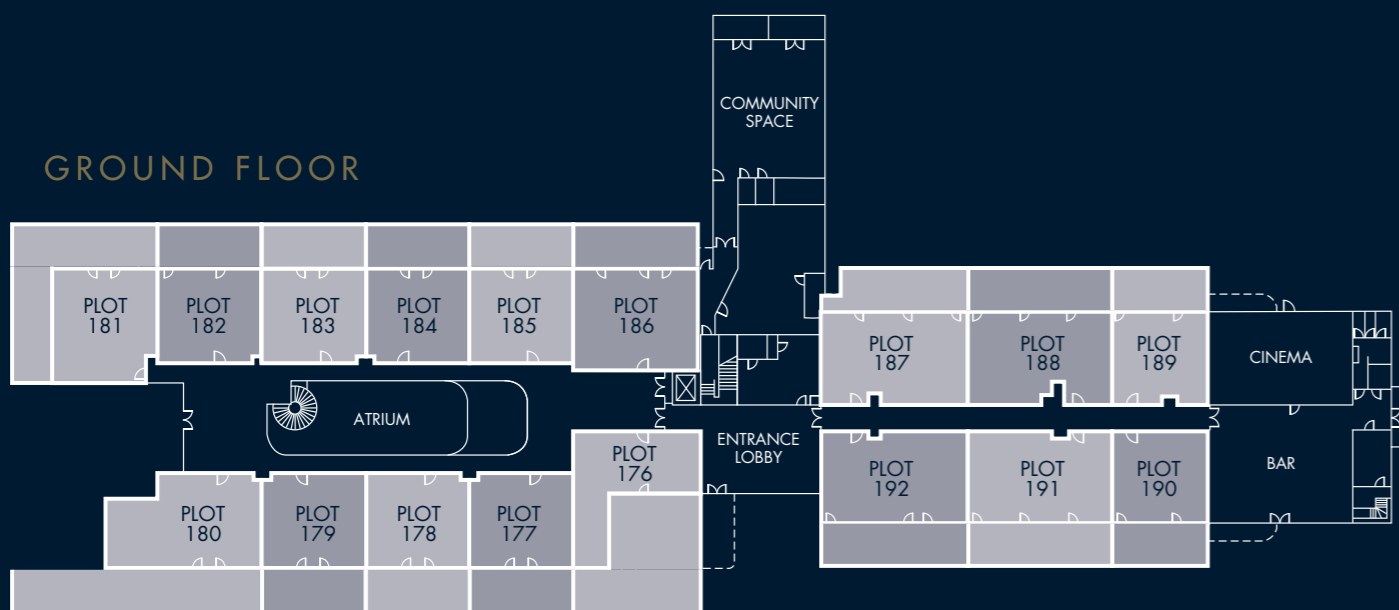 COMMUNITY
SPACE
GROUND FLOOR
PLOT
181
PLOT
182
PLOT
183
PLOT
184
PLOT
185
PLOT
186
PLOT
187
PLOT
188
PLOT
189
CINEMA
ATRIUM
ENTRANCE
LOBBY
PLOT
176
PLOT
192
PLOT
191
PLOT
190
BAR
PLOT
180
PLOT
179
PLOT
178
PLOT
177